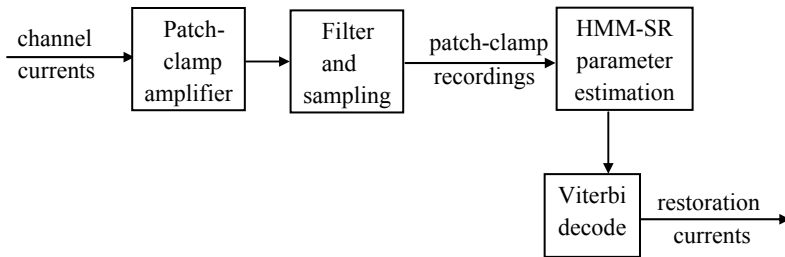 channel
currents
Patch-
clamp
amplifier
Filter
and
sampling
patch-clamp
recordings
HMM-SR
parameter
estimation
Viterbi
decode
restoration
currents